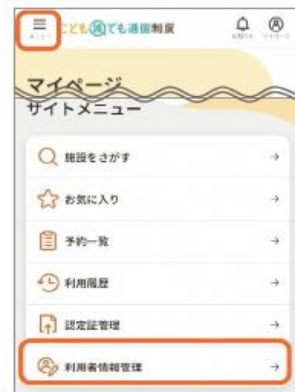 こども誰でも通園制度
メニュー
お知らせ マイページ
マイページ
サイトメニュー
施設をさがす →
お気に入り →
予約一覧 →
利用履歴 →
認定証管理 →
利用者情報管理 →